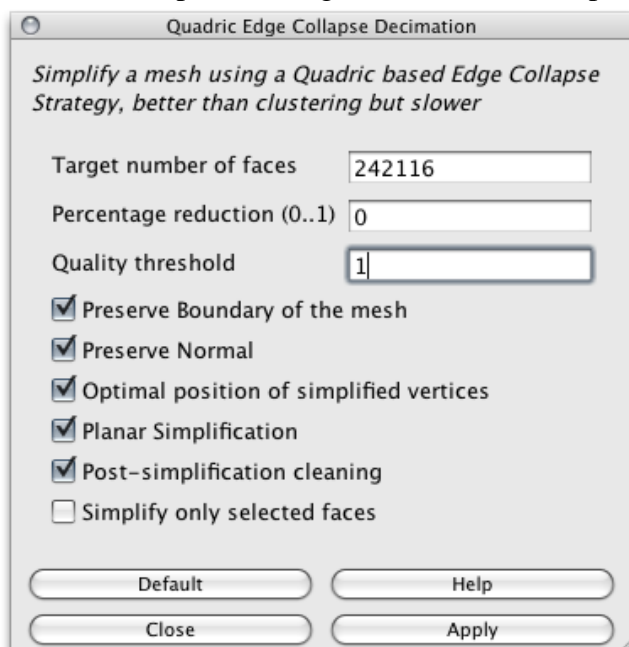 Quadric Edge Collapse Decimation
Simplify a mesh using a Quadric based Edge Collapse
Strategy, better than clustering but slower
Target number of faces 242116
Percentage reduction (0..1) 0
Quality threshold 1
Preserve Boundary of the mesh
Preserve Normal
Optimal position of simplified vertices
Planar Simplification
Post-simplification cleaning
Simplify only selected faces
Default Help
Close Apply